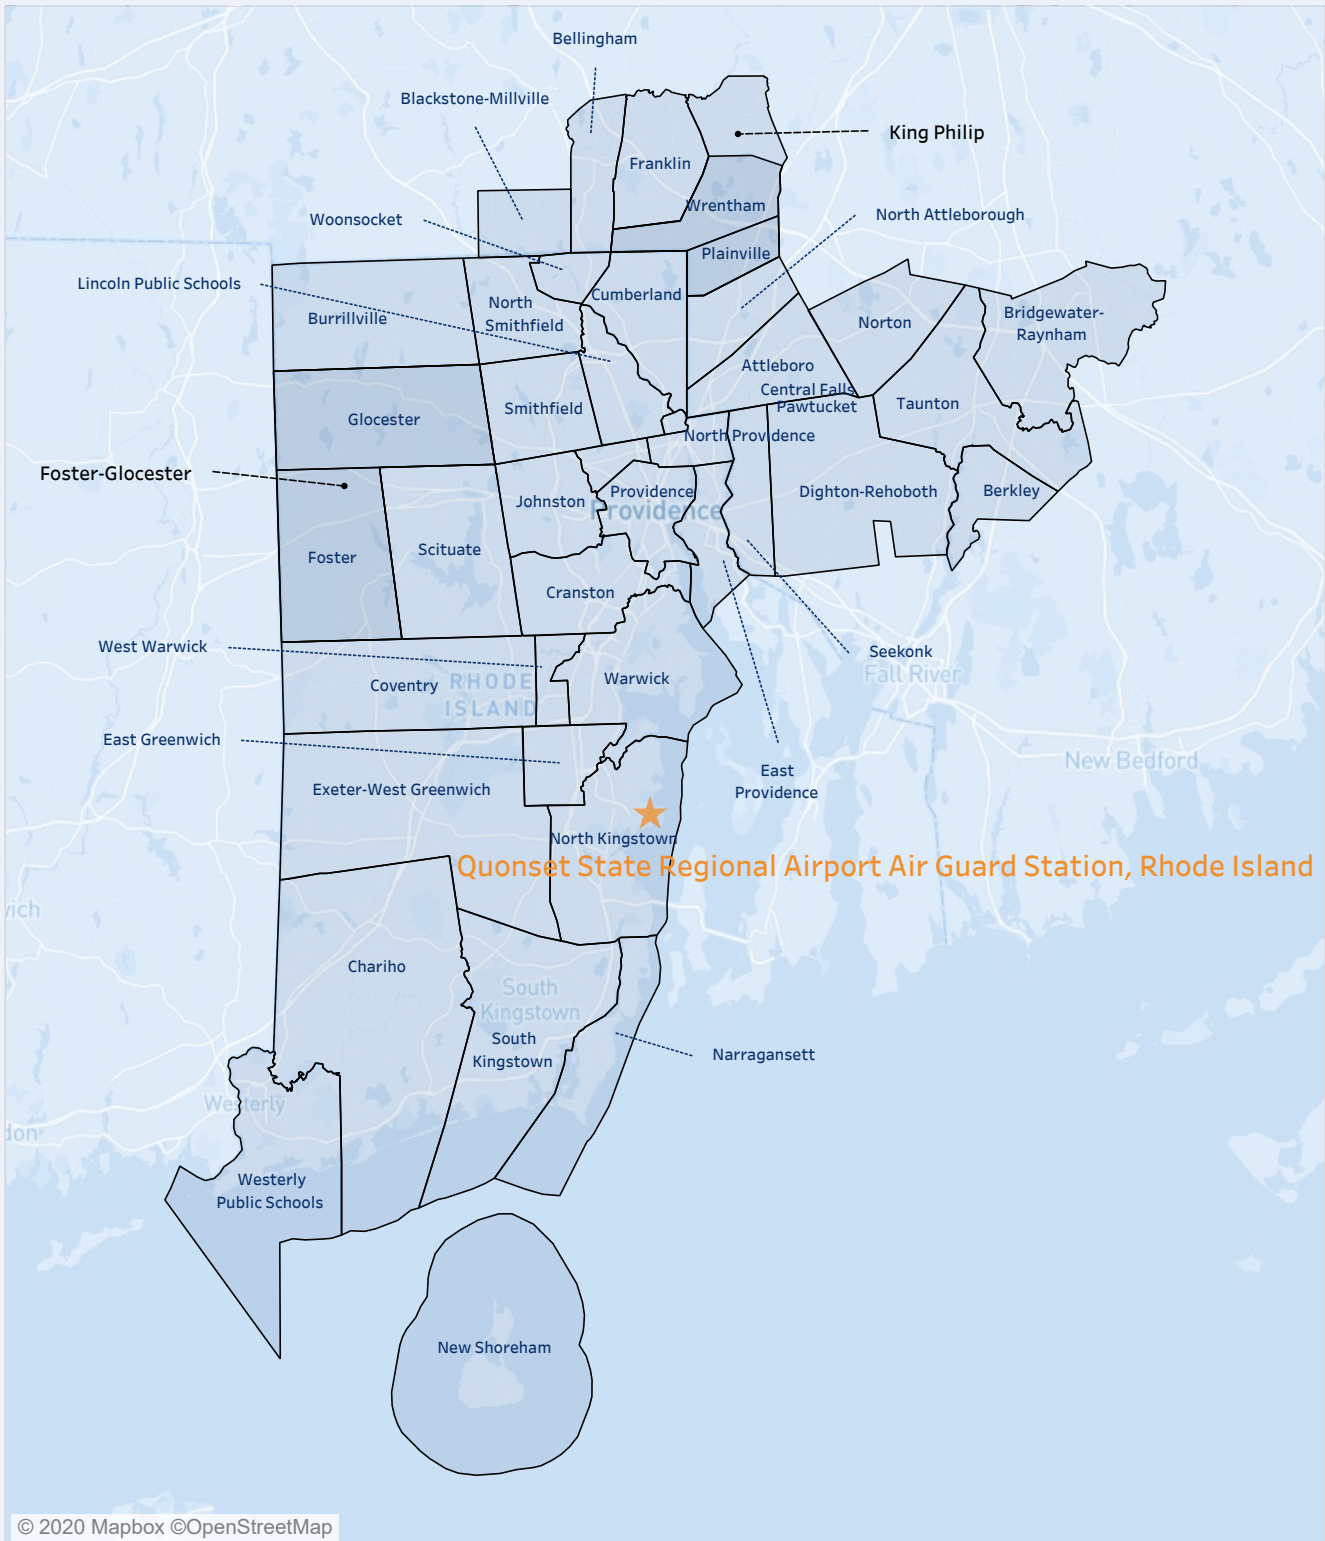 Bellingham
Blackstone-Millville
King Philip
Franklin
Wrentham
Woonsocket
North Attleborough
Plainville
Lincoln Public Schools
Cumberland
North
Smithfield
Burrillville
Norton
Bridgewater-
Raynham
Attleboro
Central Falls
Pawtucket
Taunton
Smithfield
Glocester
North Providence
Foster-Glocester
Johnston
Providence
Providence
Dighton-Rehoboth
Berkley
Foster
Scituate
Cranston
West Warwick
Seekonk
Fall River
Coventry
RHODE
ISLAND
Warwick
East Greenwich
New Bedford
East
Providence
Exeter-West Greenwich
North Kingstown
Quonset State Regional Airport Air Guard Station, Rhode Island
wich
Chariho
South
Kingstown
South
Kingstown
Narragansett
Westerly
don
Westerly
Public Schools
New Shoreham
© 2020 Mapbox ©OpenStreetMap